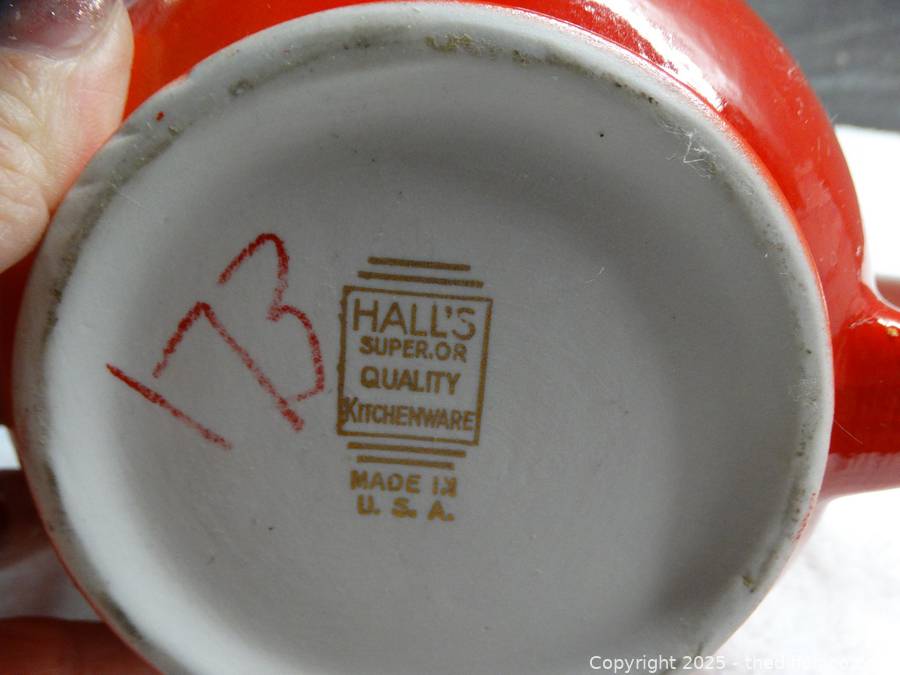 173
HALL'S
SUPERIOR
QUALITY
KITCHENWARE
MADE IN
U. S. A.
Copyright 2025